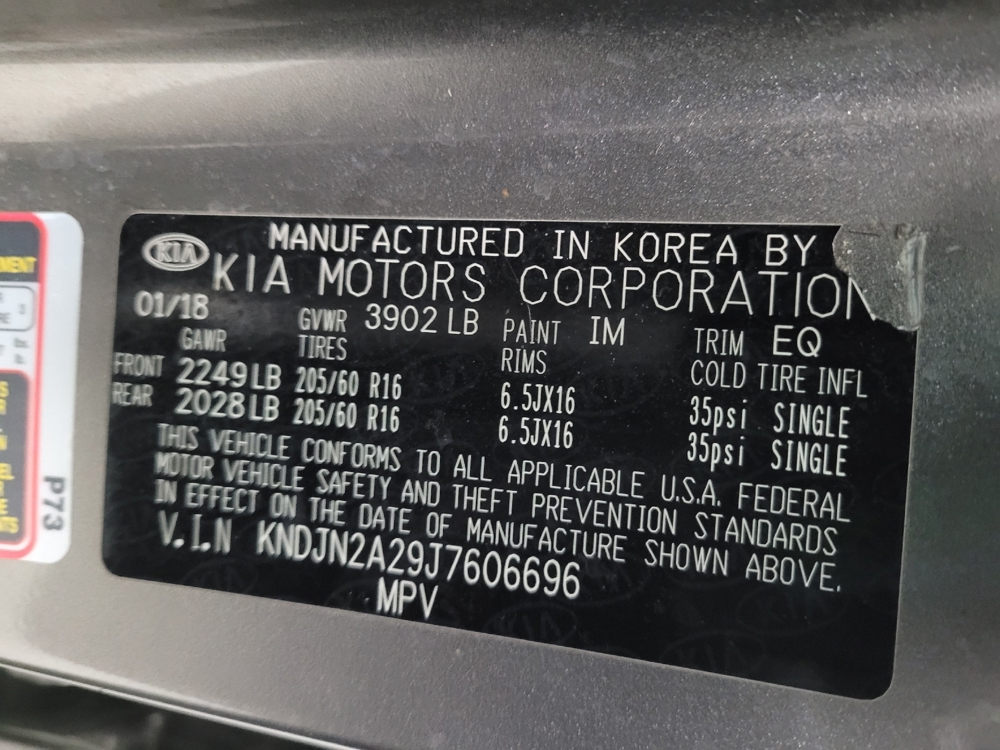 MANUFACTURED IN KOREA BY
KIA KIA MOTORS CORPORATION
01/18 GVWR 3902 LB PAINT IM TRIM EQ
GAWR TIRES RIMS COLD TIRE INFL
FRONT 2249 LB 205/60 R16 6.5JX16 35psi SINGLE
REAR 2028 LB 205/60 R16 6.5JX16 35psi SINGLE
THIS VEHICLE CONFORMS TO ALL APPLICABLE U.S.A. FEDERAL
MOTOR VEHICLE SAFETY AND THEFT PREVENTION STANDARDS
IN EFFECT ON THE DATE OF MANUFACTURE SHOWN ABOVE.
V.I.N KNDJN2A29J7606696
MPV
P73